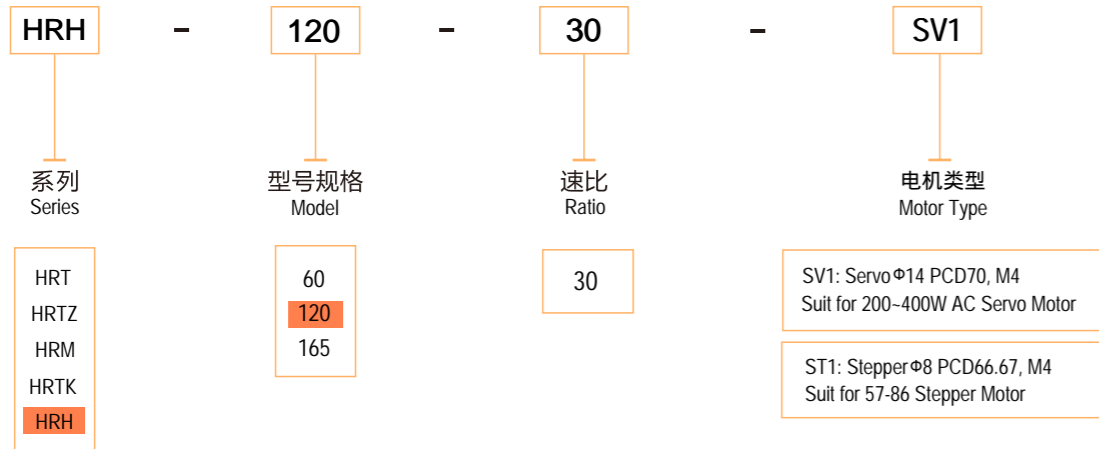 HRH - 120 - 30 - SV1
系列
Series
型号规格
Model
速比
Ratio
电机类型
Motor Type
HRT
HRTZ
HRM
HRTK
HRH
60
120
165
30
SV1: ServoΦ14 PCD70, M4
Suit for 200~400W AC Servo Motor
ST1: StepperΦ8 PCD66.67, M4
Suit for 57-86 Stepper Motor